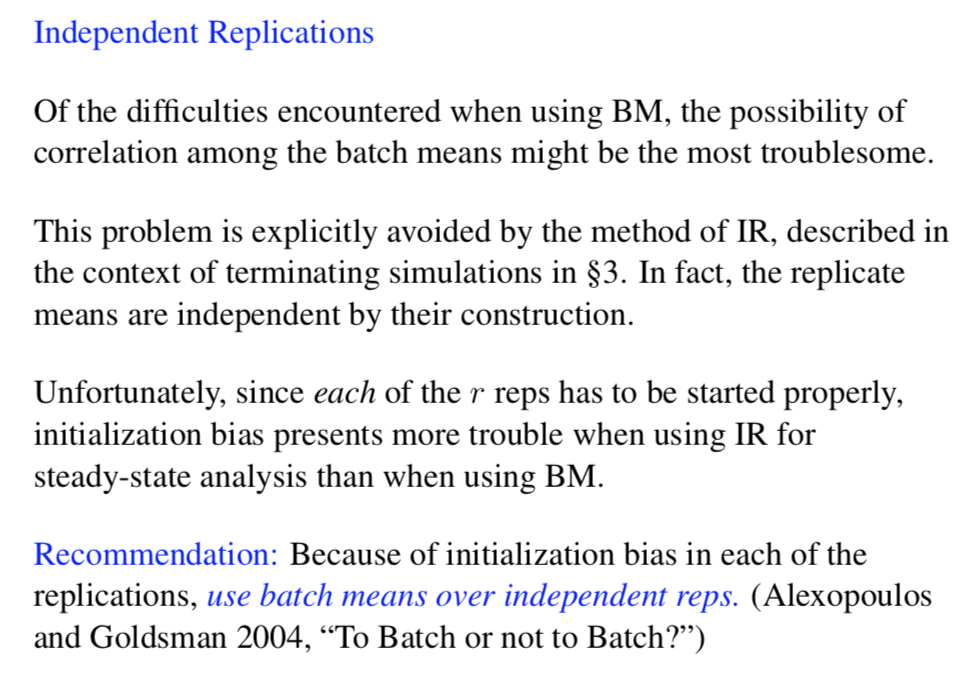 Independent Replications
Of the difficulties encountered when using BM, the possibility of
correlation among the batch means might be the most troublesome.
This problem is explicitly avoided by the method of IR, described in
the context of terminating simulations in §3. In fact, the replicate
means are independent by their construction.
Unfortunately, since each of the r reps has to be started properly,
initialization bias presents more trouble when using IR for
steady-state analysis than when using BM.
Recommendation: Because of initialization bias in each of the
replications, use batch means over independent reps. (Alexopoulos
and Goldsman 2004, “To Batch or not to Batch?”)